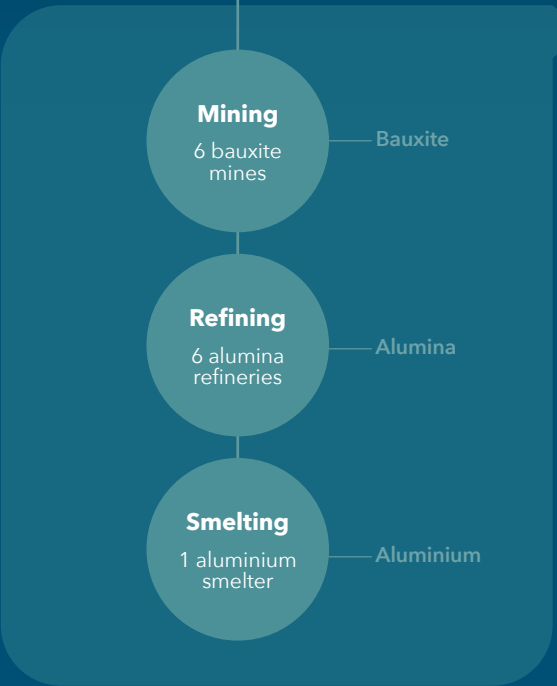 Mining
6 bauxite
mines
Bauxite
Refining
6 alumina
refineries
Alumina
Smelting
1 aluminium
smelter
Aluminium